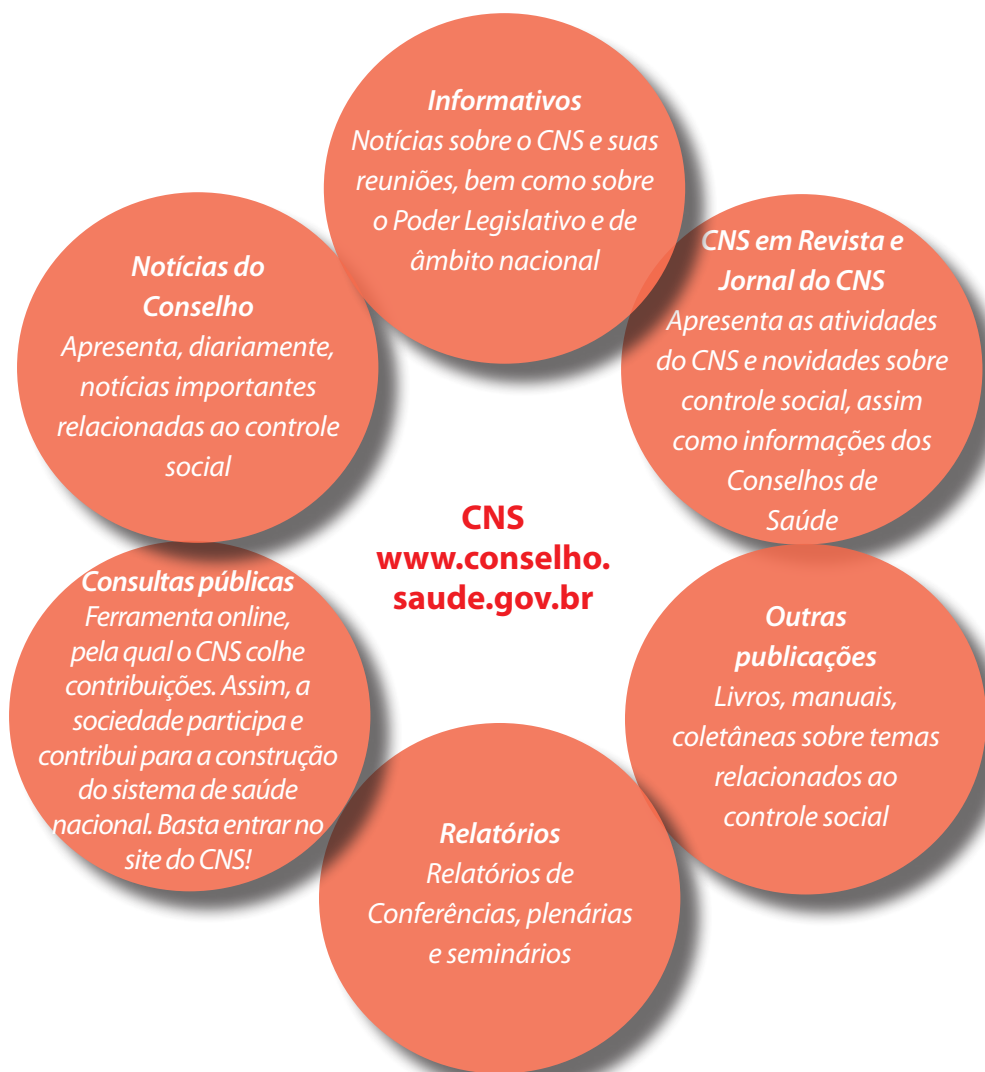 Informativos
Notícias sobre o CNS e suas
reuniões, bem como sobre
o Poder Legislativo e de
âmbito nacional
CNS em Revista e
Jornal do CNS
Apresenta as atividades
do CNS e novidades sobre
controle social, assim
como informações dos
Conselhos de
Saúde
Outras
publicações
Livros, manuais,
coletâneas sobre temas
relacionados ao
controle social
Relatórios
Relatórios de
Conferências, plenárias
e seminários
Consultas públicas
Ferramenta online,
pela qual o CNS colhe
contribuições. Assim, a
sociedade participa e
contribui para a construção
do sistema de saúde
nacional. Basta entrar no
site do CNS!
Notícias do
Conselho
Apresenta, diariamente,
notícias importantes
relacionadas ao controle
social
CNS
www.conselho.
saude.gov.br